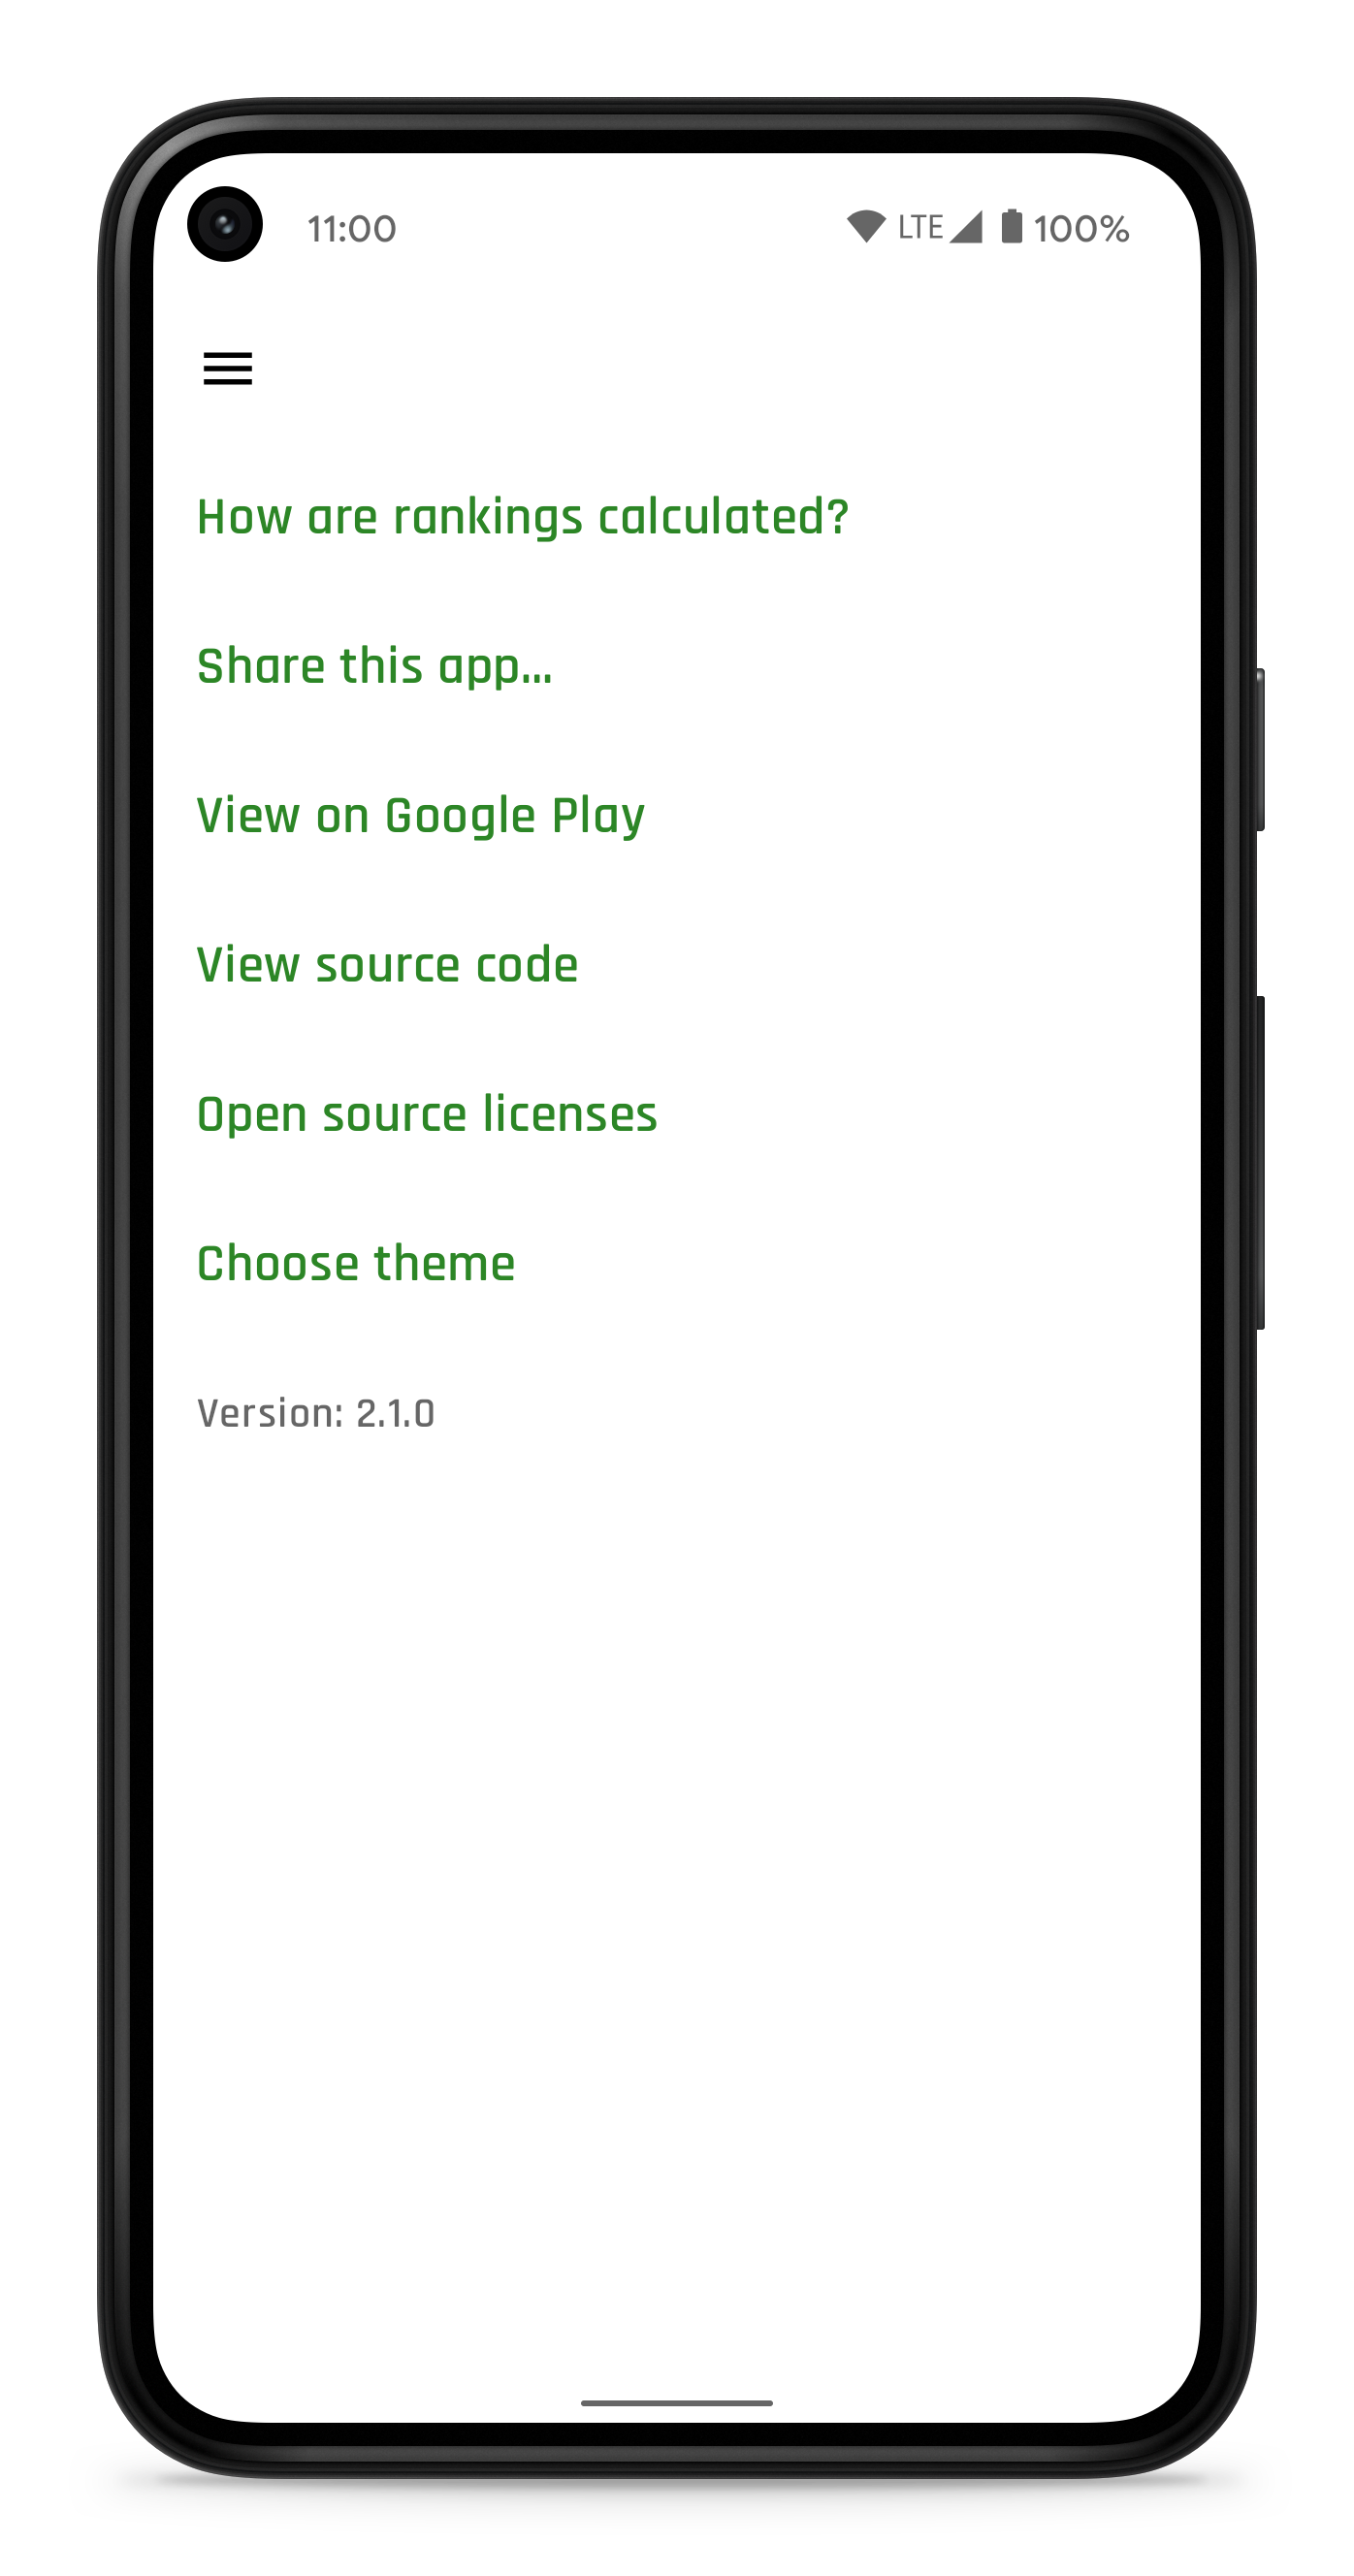 11:00 LTE 100%
How are rankings calculated?
Share this app...
View on Google Play
View source code
Open source licenses
Choose theme
Version: 2.1.0